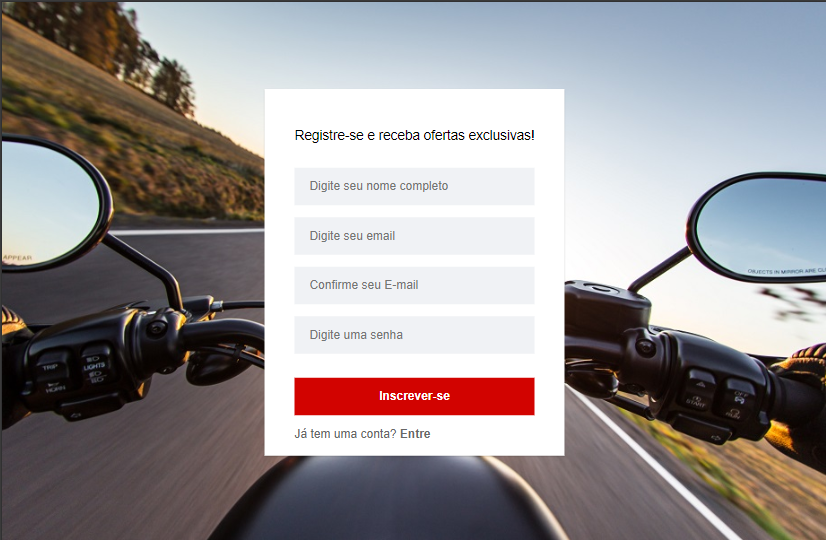 Registre-se e receba ofertas exclusivas!
Digite seu nome completo
Digite seu email
Confirme seu E-mail
Digite uma senha
Inscrever-se
Já tem uma conta? Entre
APPEAR
OBJECTS IN MIRROR ARE
TRIP
LIGHTS
HORN
OFF
START